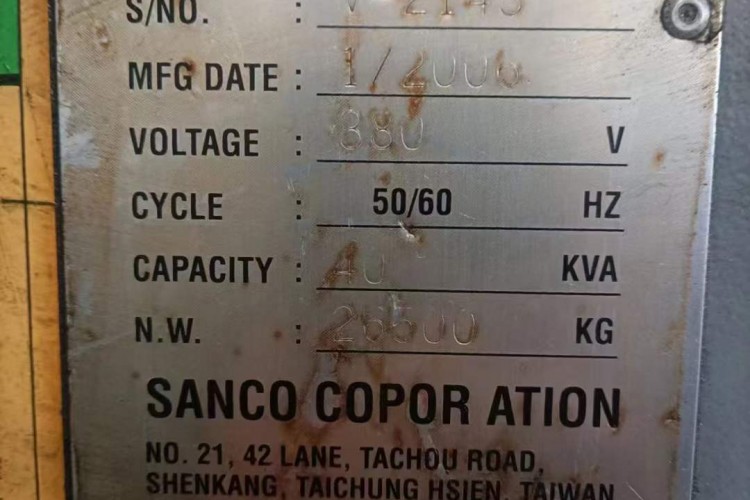 S/NO. : V-2145
MFG DATE : 1/2006
VOLTAGE : 380 V
CYCLE : 50/60 HZ
CAPACITY : 40 KVA
N.W. : 26500 KG
SANCO COPOR ATION
NO. 21, 42 LANE, TACHOU ROAD,
SHENKANG, TAICHUNG HSIEN, TAIWAN